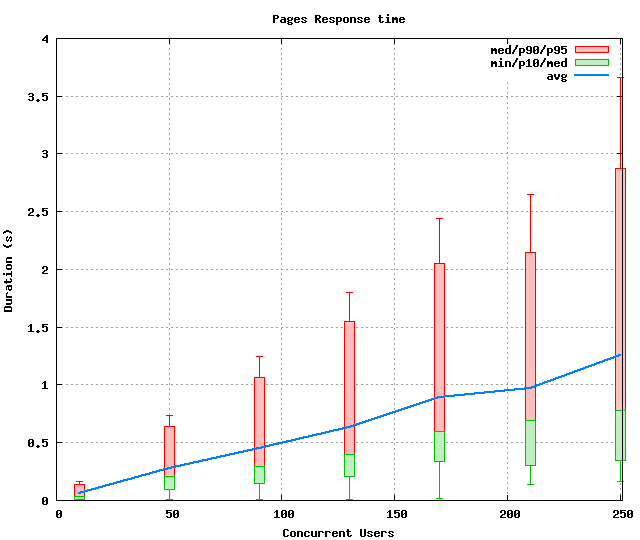 Pages Response time
med/p90/p95
min/p10/med
avg
4
3.5
3
2.5
2
1.5
1
0.5
0
Duration (s)
0 50 100 150 200 250
Concurrent Users